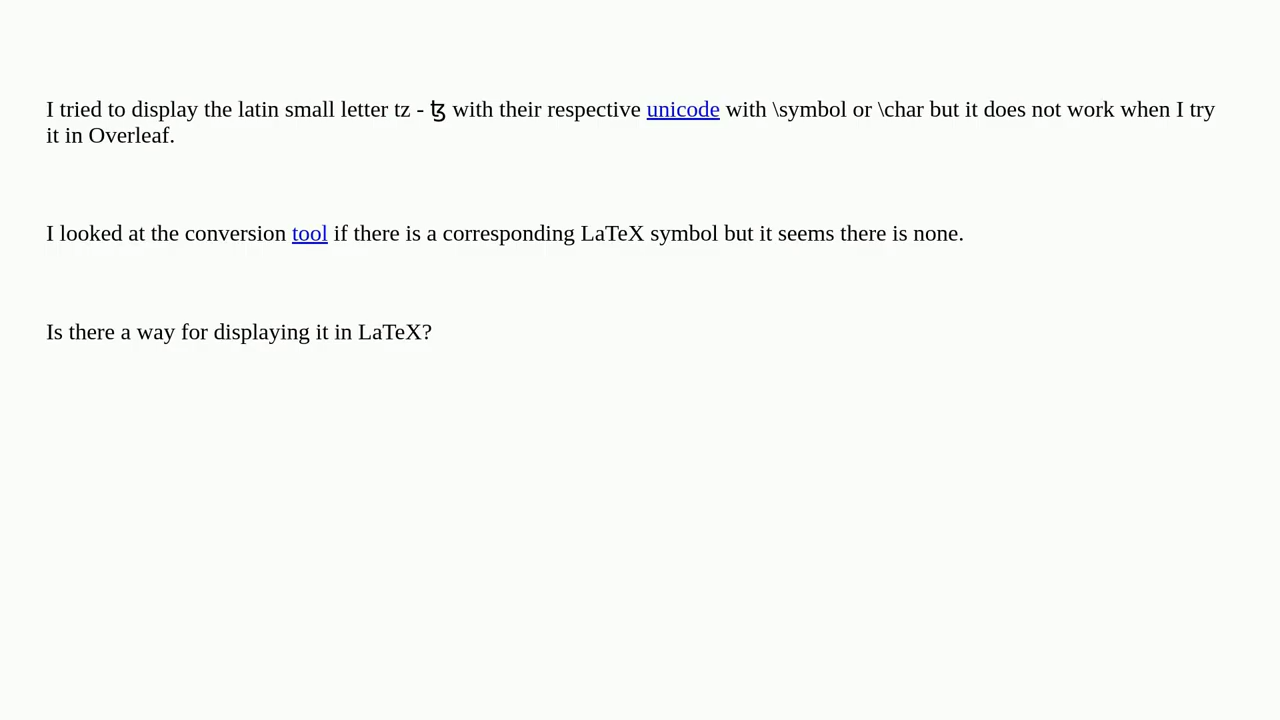 I tried to display the latin small letter tz - ꜩ with their respective unicode with \symbol or \char but it does not work when I try
it in Overleaf.
I looked at the conversion tool if there is a corresponding LaTeX symbol but it seems there is none.
Is there a way for displaying it in LaTeX?